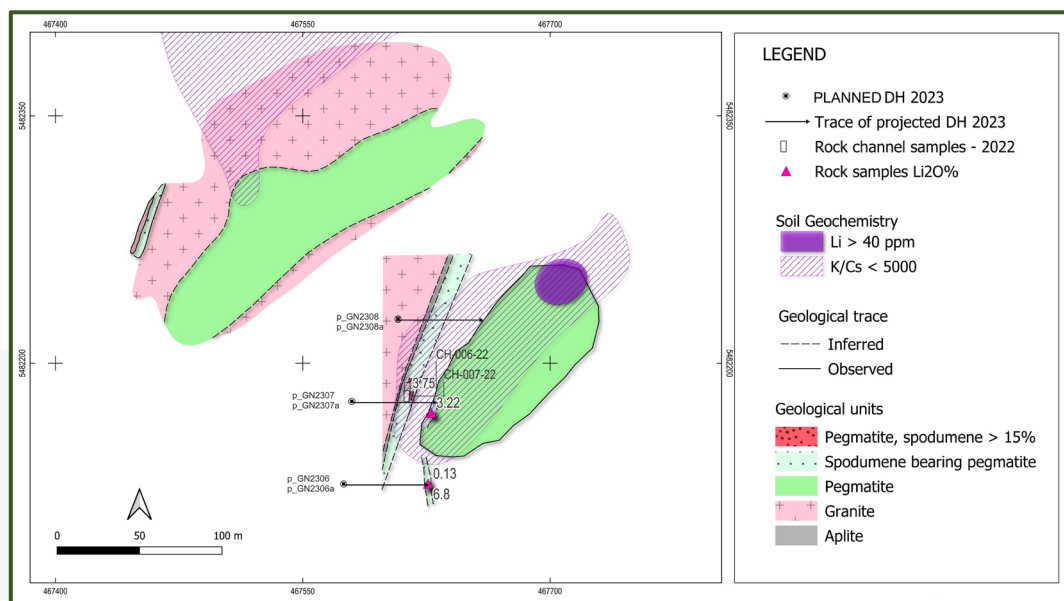 467400
467550
467700
5482350
5482350
5482200
5482200
p_GN2308
p_GN2308a
CH-006-22
CH-007-22
3.75
p_GN2307
p_GN2307a
3.22
p_GN2306
p_GN2306a
0.13
6.8
0
50
100 m
LEGEND
PLANNED DH 2023
Trace of projected DH 2023
Rock channel samples - 2022
Rock samples Li2O%
Soil Geochemistry
Li > 40 ppm
K/Cs < 5000
Geological trace
Inferred
Observed
Geological units
Pegmatite, spodumene > 15%
Spodumene bearing pegmatite
Pegmatite
Granite
Aplite